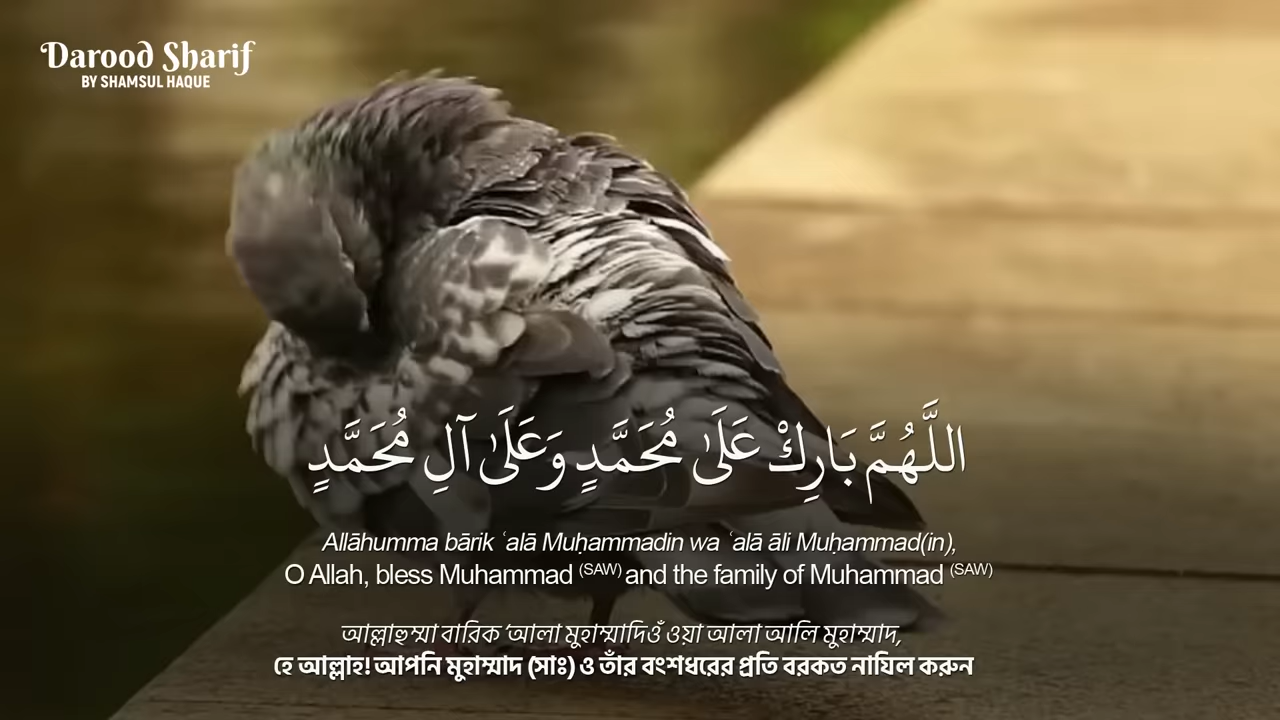 Darood Sharif
BY SHAMSUL HAQUE
اللَّهُمَّ بَارِكْ عَلَىٰ مُحَمَّدٍ وَعَلَىٰ آلِ مُحَمَّدٍ
Allāhumma bārik ʿalā Muḥammadin wa ʿalā āli Muḥammad(in),
O Allah, bless Muhammad (SAW) and the family of Muhammad (SAW)
আল্লাহুম্মা বারিক ‘আলা মুহাম্মাদিওঁ ওয়া আলা আলি মুহাম্মাদ,
হে আল্লাহ! আপনি মুহাম্মাদ (সাঃ) ও তাঁর বংশধরের প্রতি বরকত নাযিল করুন